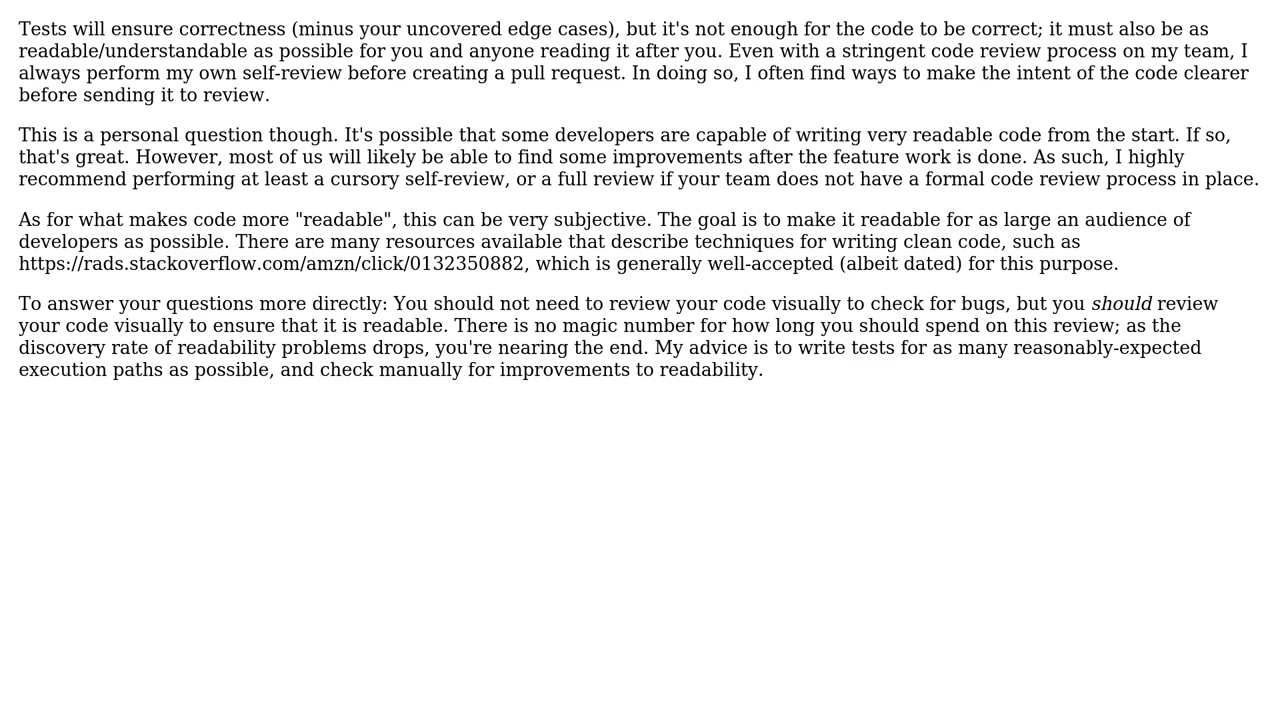 Tests will ensure correctness (minus your uncovered edge cases), but it's not enough for the code to be correct; it must also be as
readable/understandable as possible for you and anyone reading it after you. Even with a stringent code review process on my team, I
always perform my own self-review before creating a pull request. In doing so, I often find ways to make the intent of the code clearer
before sending it to review.
This is a personal question though. It's possible that some developers are capable of writing very readable code from the start. If so,
that's great. However, most of us will likely be able to find some improvements after the feature work is done. As such, I highly
recommend performing at least a cursory self-review, or a full review if your team does not have a formal code review process in place.
As for what makes code more "readable", this can be very subjective. The goal is to make it readable for as large an audience of
developers as possible. There are many resources available that describe techniques for writing clean code, such as
https://rads.stackoverflow.com/amzn/click/0132350882, which is generally well-accepted (albeit dated) for this purpose.
To answer your questions more directly: You should not need to review your code visually to check for bugs, but you should review
your code visually to ensure that it is readable. There is no magic number for how long you should spend on this review; as the
discovery rate of readability problems drops, you're nearing the end. My advice is to write tests for as many reasonably-expected
execution paths as possible, and check manually for improvements to readability.